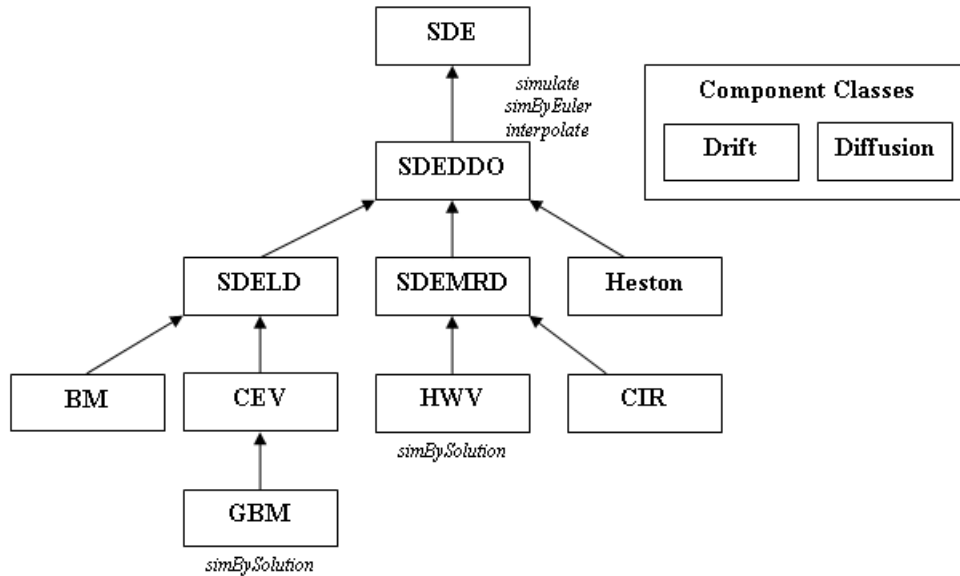 SDE
simulate
simByEuler
interpolate
Component Classes
Drift
Diffusion
SDEDDO
SDELD
SDEMRD
Heston
BM
CEV
HWV
CIR
simBySolution
GBM
simBySolution